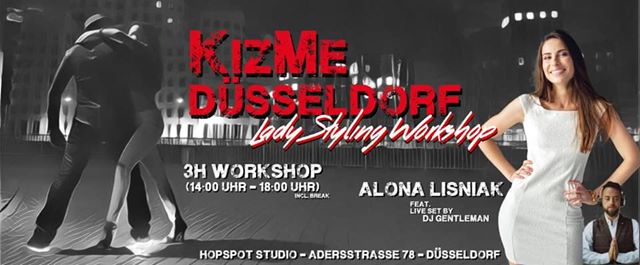 KIZME
DÜSSELDORF
Lady Styling Workshop
3H WORKSHOP
(14:00 UHR – 18:00 UHR)
INCL. BREAK
ALONA LISNIAK
FEAT.
LIVE SET BY
DJ GENTLEMAN
HOPSPOT STUDIO – ADERSSTRASSE 78 – DÜSSELDORF